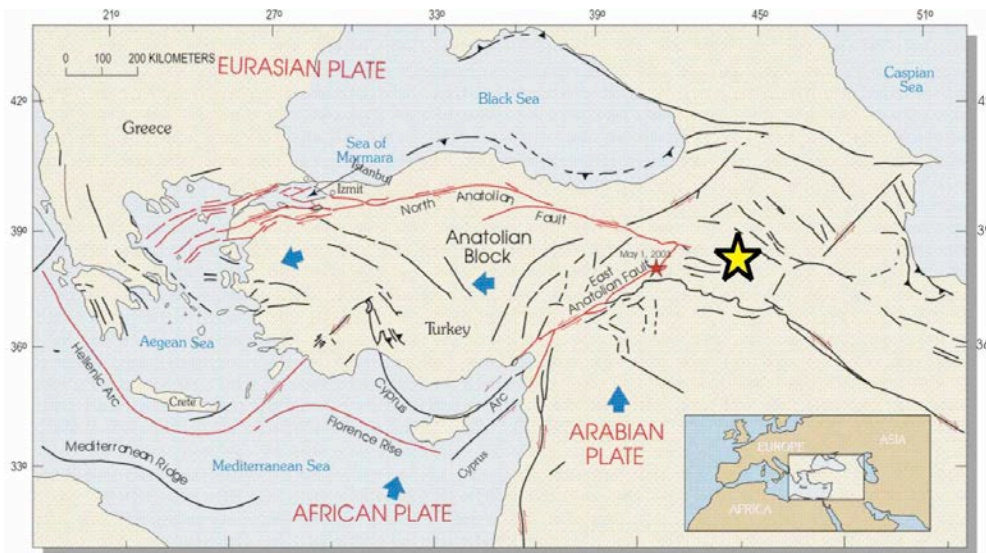 21° 27° 33° 39° 45° 51°
0 100 200 KILOMETERS
EURASIAN PLATE
Caspian
Sea
Black Sea
42° 4
Greece
Sea of
Marmara
Istanbul
Izmit
North Anatolian Fault
39° 39
Anatolian
Block
May 1, 2003
East
Anatolian Fault
Turkey
Aegean Sea
36° 36
Hellenic Arc
Crete
Cyprus Arc
Florence Rise
Cyprus
ARABIAN
PLATE
Mediterranean Ridge
33°
Mediterranean Sea
EUROPE ASIA
AFRICAN PLATE
AFRICA